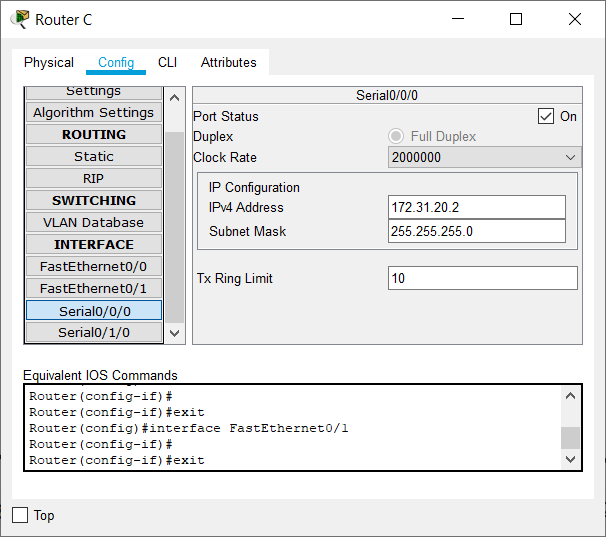 Router C
Physical Config CLI Attributes
Settings
Algorithm Settings
ROUTING
Static
RIP
SWITCHING
VLAN Database
INTERFACE
FastEthernet0/0
FastEthernet0/1
Serial0/0/0
Serial0/1/0
Serial0/0/0
Port Status On
Duplex Full Duplex
Clock Rate 2000000
IP Configuration
IPv4 Address 172.31.20.2
Subnet Mask 255.255.255.0
Tx Ring Limit 10
Equivalent IOS Commands
Router(config-if)#
Router(config-if)#exit
Router(config)#interface FastEthernet0/1
Router(config-if)#
Router(config-if)#exit
Top